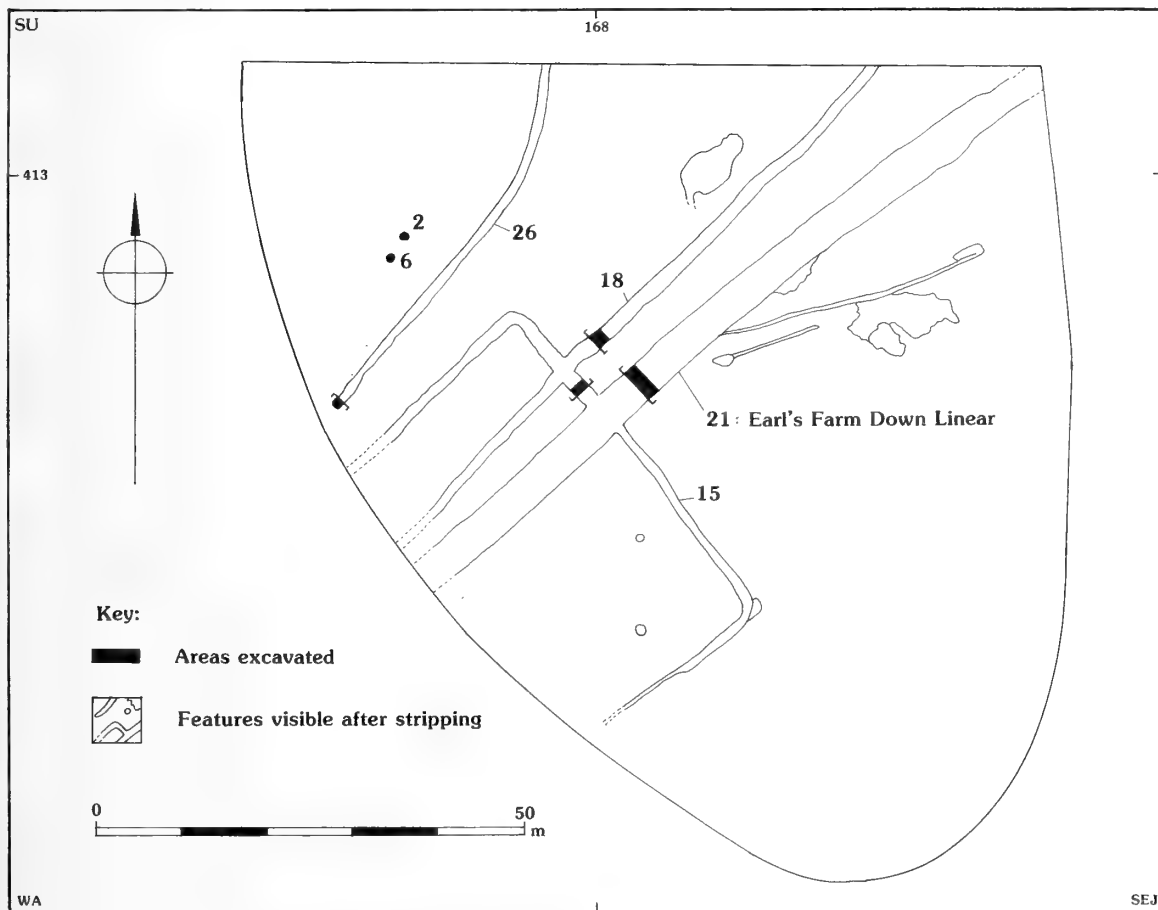 SU
168
413
2
6
26
18
21: Earl's Farm Down Linear
15
Key:
Areas excavated
Features visible after stripping
0
50
m
WA
SEJ